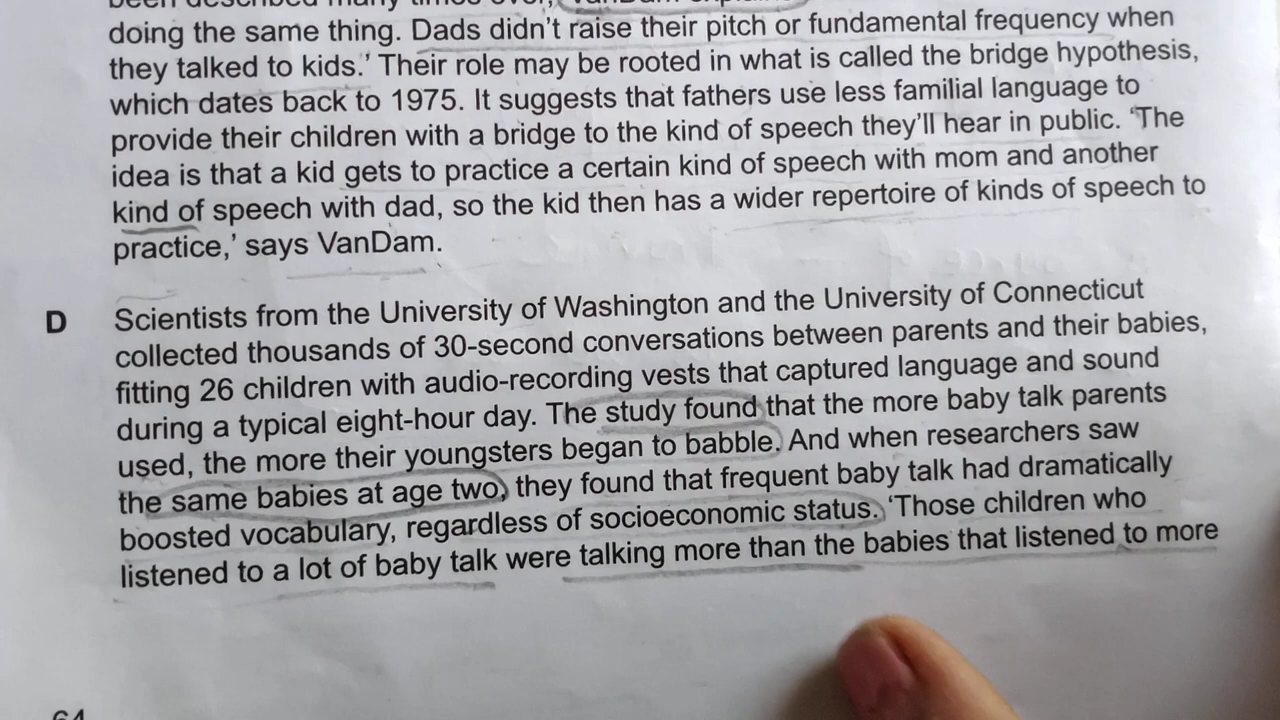 been described many times over,' VanDam explains
doing the same thing. Dads didn't raise their pitch or fundamental frequency when
they talked to kids.' Their role may be rooted in what is called the bridge hypothesis,
which dates back to 1975. It suggests that fathers use less familial language to
provide their children with a bridge to the kind of speech they'll hear in public. 'The
idea is that a kid gets to practice a certain kind of speech with mom and another
kind of speech with dad, so the kid then has a wider repertoire of kinds of speech to
practice,' says VanDam.
D Scientists from the University of Washington and the University of Connecticut
collected thousands of 30-second conversations between parents and their babies,
fitting 26 children with audio-recording vests that captured language and sound
during a typical eight-hour day. The study found that the more baby talk parents
used, the more their youngsters began to babble. And when researchers saw
the same babies at age two, they found that frequent baby talk had dramatically
boosted vocabulary, regardless of socioeconomic status. 'Those children who
listened to a lot of baby talk were talking more than the babies that listened to more
64